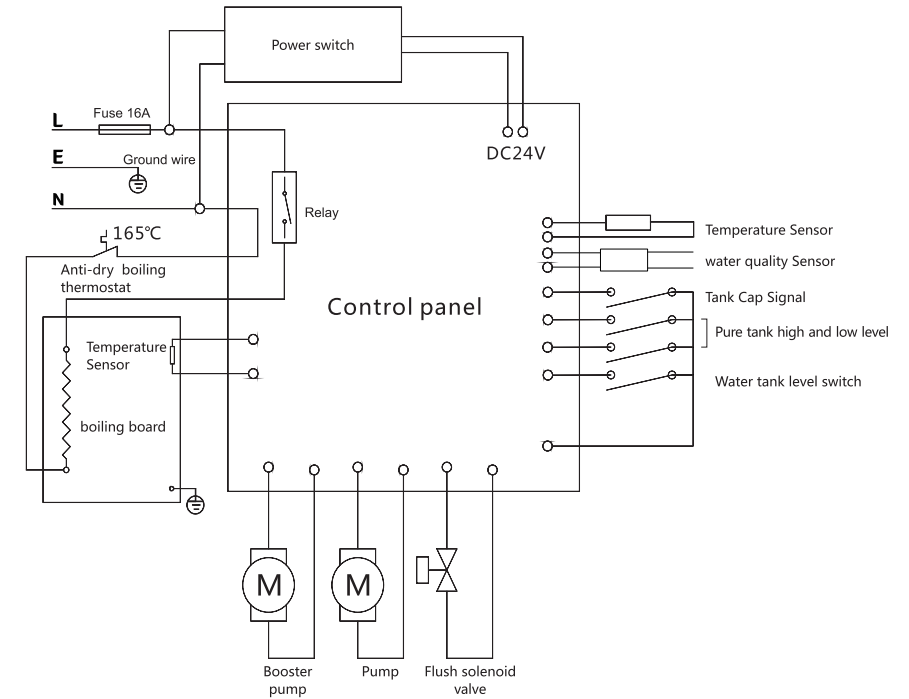 Power switch
Fuse 16A
L
DC24V
E
Ground wire
N
Relay
165℃
Anti-dry boiling
thermostat
Temperature Sensor
water quality Sensor
Tank Cap Signal
Control panel
Pure tank high and low level
Temperature
Sensor
Water tank level switch
boiling board
M
M
Booster
pump
Pump
Flush solenoid
valve